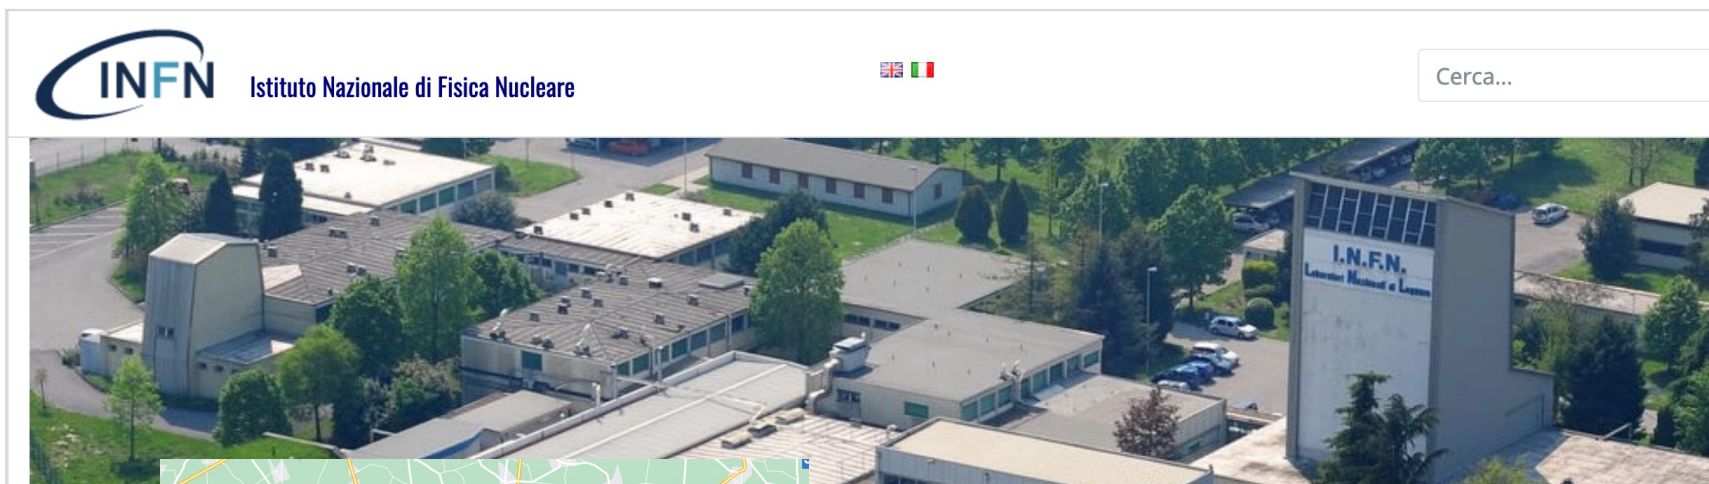 INFN
Istituto Nazionale di Fisica Nucleare
Cerca...
I.N.F.N.
Laboratori Nazionali di Legnaro